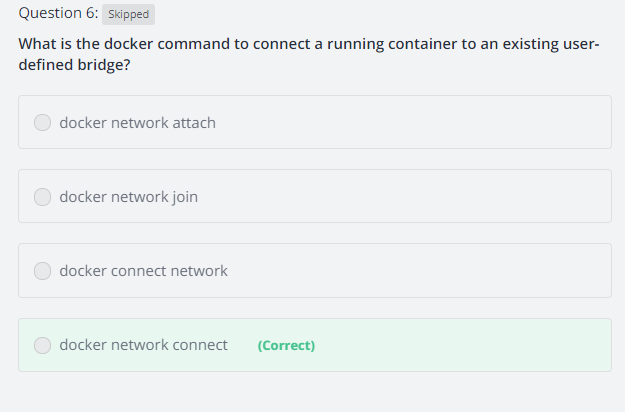 Question 6: Skipped
What is the docker command to connect a running container to an existing user-
defined bridge?
docker network attach
docker network join
docker connect network
docker network connect (Correct)